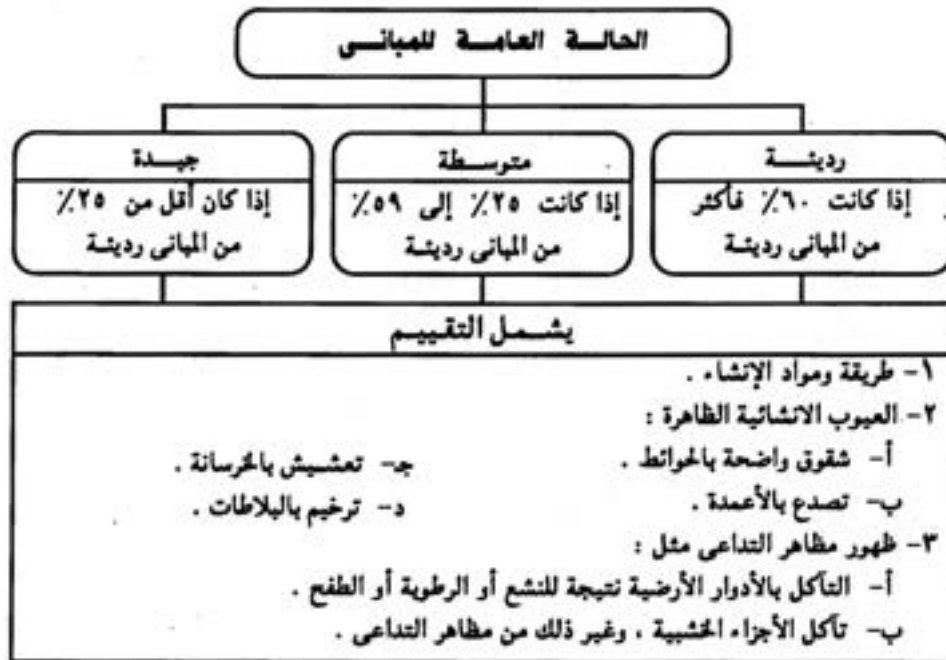 الحالة العامة للمبانى
رديئة
إذا كانت ٦٠٪ فأكثر
من المبانى رديئة
متوسطة
إذا كانت ٢٥٪ إلى ٥٩٪
من المبانى رديئة
جيدة
إذا كان أقل من ٢٥٪
من المبانى رديئة
يشمل التقييم
١- طريقة ومواد الإنشاء .
٢- العيوب الانشائية الظاهرة :
أ- شقوق واضحة بالحوائط . جـ- تعشيش بالخرسانة .
ب- تصدع بالأعمدة . د- ترخيم بالبلاطات .
٣- ظهور مظاهر التداعى مثل :
أ- التآكل بالأدوار الأرضية نتيجة للنشع أو الرطوبة أو الطفح .
ب- تآكل الأجزاء الخشبية ، وغير ذلك من مظاهر التداعى .